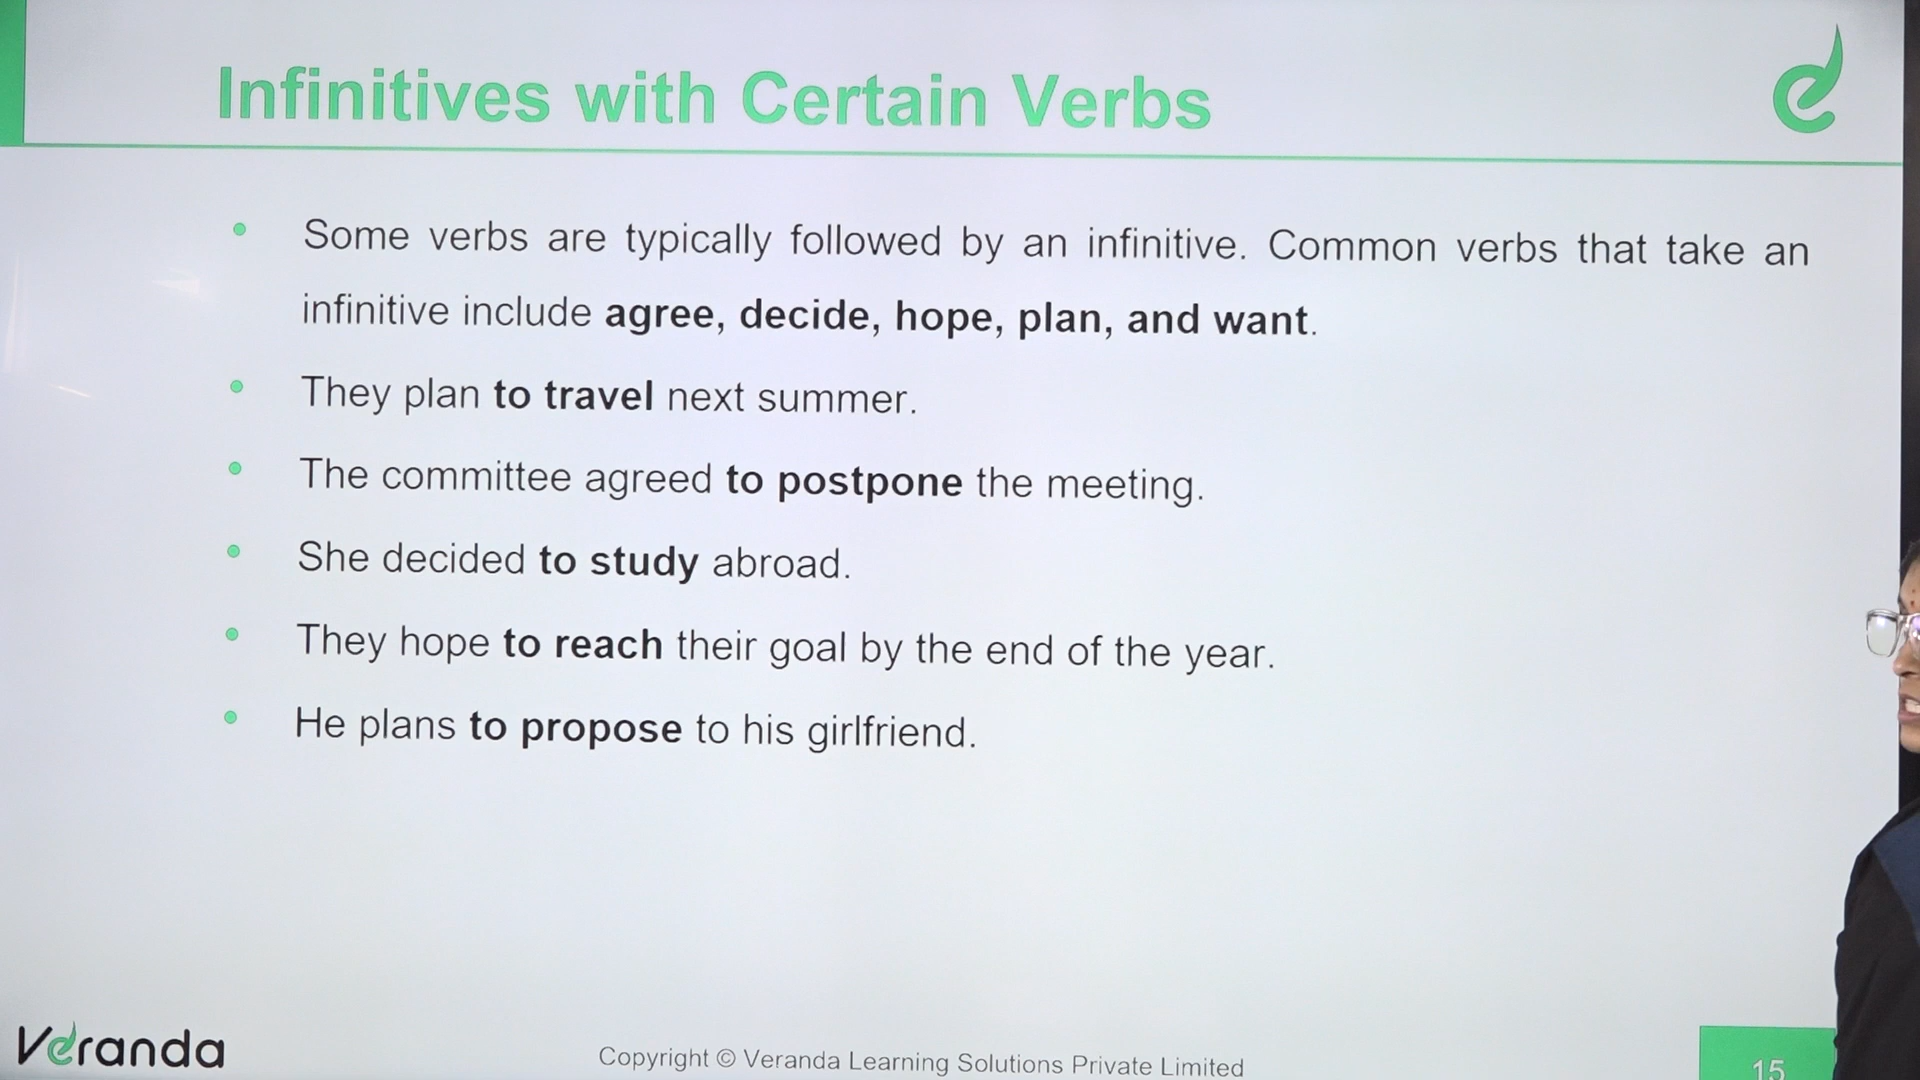 Infinitives with Certain Verbs
Some verbs are typically followed by an infinitive. Common verbs that take an
infinitive include agree, decide, hope, plan, and want.
They plan to travel next summer.
The committee agreed to postpone the meeting.
She decided to study abroad.
They hope to reach their goal by the end of the year.
He plans to propose to his girlfriend.
Veranda
Copyright © Veranda Learning Solutions Private Limited
15